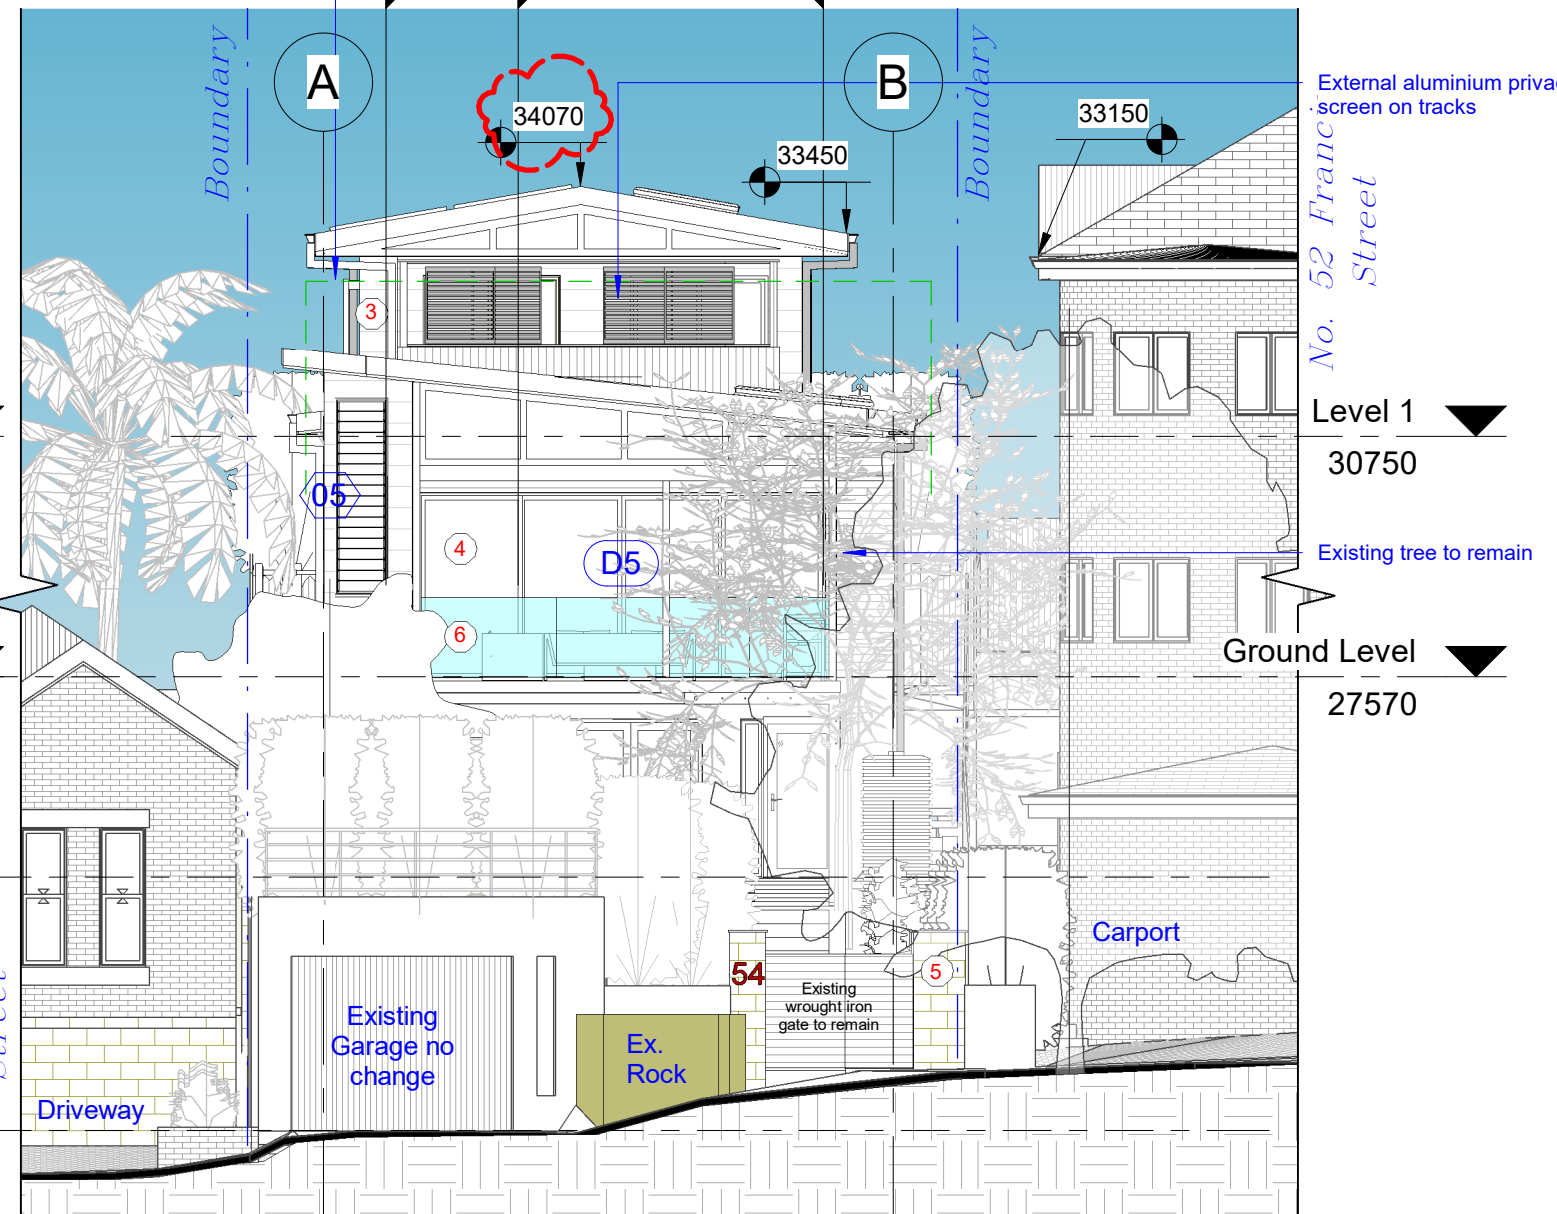 Boundary
A
34070
33450
B
Boundary
33150
External aluminium priva
screen on tracks
No. 52 Franci
Street
3
Level 1
30750
05
4
D5
Existing tree to remain
6
Ground Level
27570
Carport
54
5
Existing
wrought iron
gate to remain
Existing
Garage no
change
Ex.
Rock
Street
Driveway